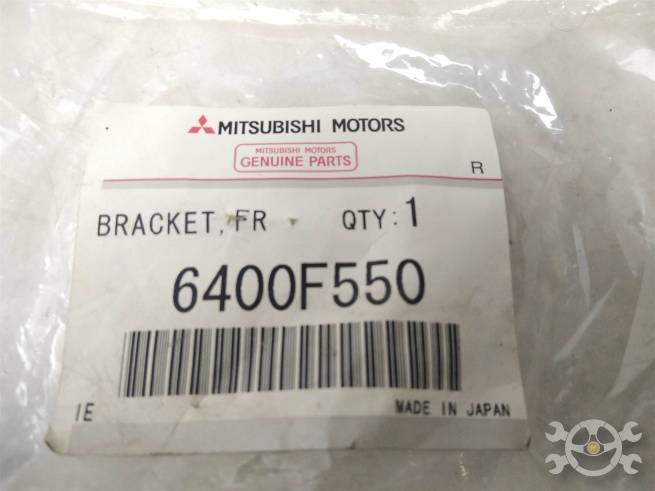 MITSUBISHI MOTORS
MITSUBISHI MOTORS
GENUINE PARTS
R
BRACKET, FR QTY: 1
6400F550
IE MADE IN JAPAN